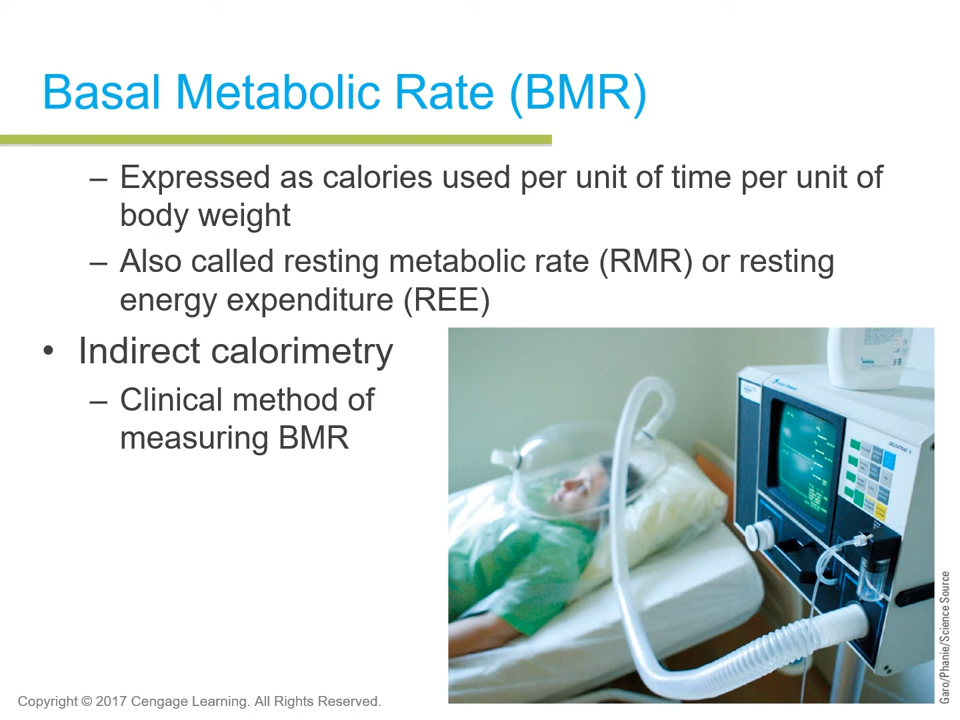 Basal Metabolic Rate (BMR)
– Expressed as calories used per unit of time per unit of
body weight
– Also called resting metabolic rate (RMR) or resting
energy expenditure (REE)
• Indirect calorimetry
– Clinical method of
measuring BMR
Garo/Phanie/Science Source
Copyright © 2017 Cengage Learning. All Rights Reserved.